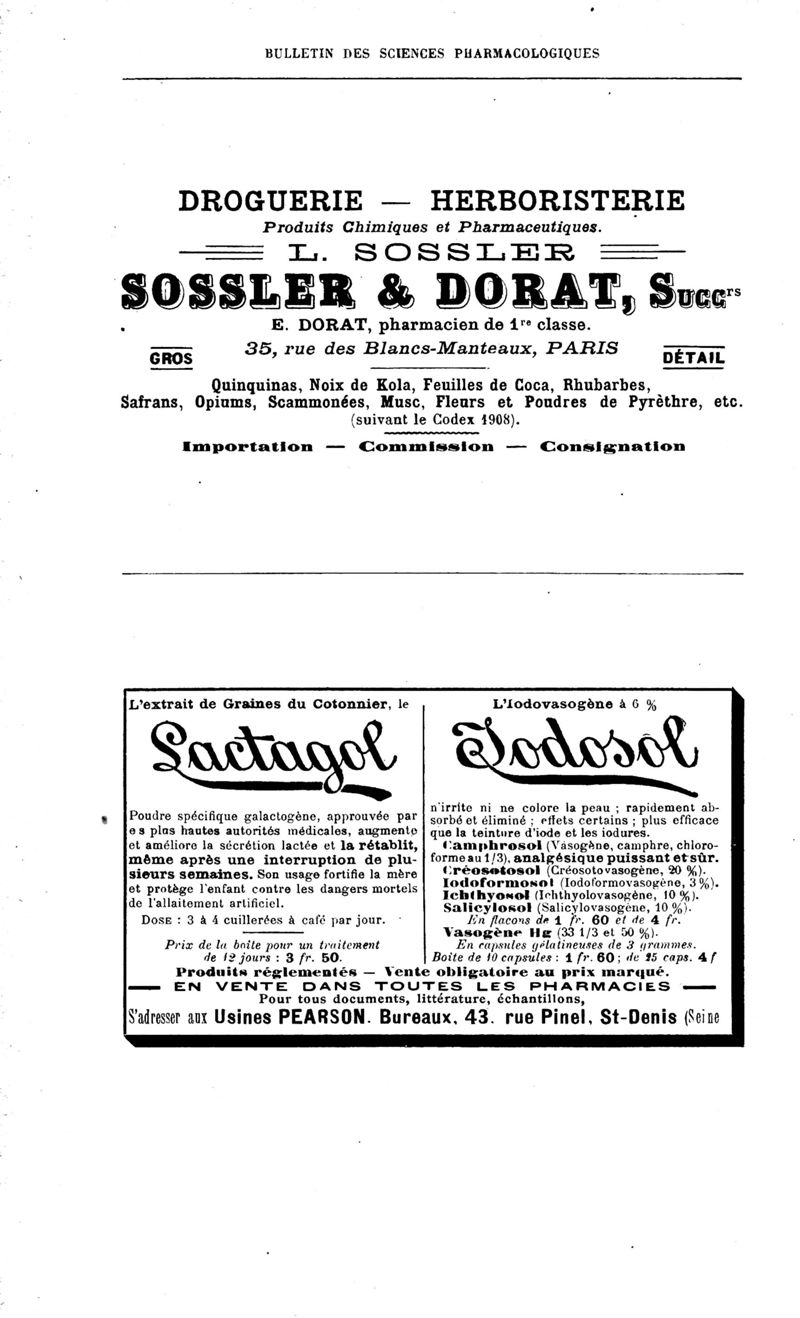 BULLETIN DES SCIENCES PHARMACOLOGIQUES
DROGUERIE — HERBORISTERIE
Produits Chimiques et Pharmaceutiques.
L. SOSSLER
SOSSLER & DORAT, Succrs
E. DORAT, pharmacien de 1re classe.
35, rue des Blancs-Manteaux, PARIS
GROS
DÉTAIL
Quinquinas, Noix de Kola, Feuilles de Coca, Rhubarbes,
Safrans, Opiums, Scammonées, Musc, Fleurs et Poudres de Pyrèthre, etc.
(suivant le Codex 1908).
Importation — Commission — Consignation
L'extrait de Graines du Cotonnier, le
Lactagol
Poudre spécifique galactogène, approuvée par
es plus hautes autorités médicales, augmente
et améliore la sécrétion lactée et la rétablit,
même après une interruption de plu-
sieurs semaines. Son usage fortifie la mère
et protège l'enfant contre les dangers mortels
de l'allaitement artificiel.
DOSE : 3 à 4 cuillerées à café par jour.
Prix de la boîte pour un traitement
de 12 jours : 3 fr. 50.
L'Iodovasogène à 6 %
Iodosol
n'irrite ni ne colore la peau ; rapidement ab-
sorbé et éliminé ; effets certains ; plus efficace
que la teinture d'iode et les iodures.
Camphrosol (Vasogène, camphre, chloro-
forme au 1/3), analgésique puissant et sûr.
Créosotosol (Créosotovasogène, 20 %).
Iodoformosol (Iodoformovasogène, 3 %).
Ichthyosol (Ichthyolovasogène, 10 %).
Salicylosol (Salicylovasogène, 10 %).
En flacons de 1 fr. 60 et de 4 fr.
Vasogène Hg (33 1/3 et 50 %).
En capsules gélatineuses de 3 grammes.
Boîte de 10 capsules : 1 fr. 60 ; de 25 caps. 4 f
Produits réglementés — Vente obligatoire au prix marqué.
— EN VENTE DANS TOUTES LES PHARMACIES —
Pour tous documents, littérature, échantillons,
S'adresser aux Usines PEARSON. Bureaux, 43. rue Pinel, St-Denis (Seine